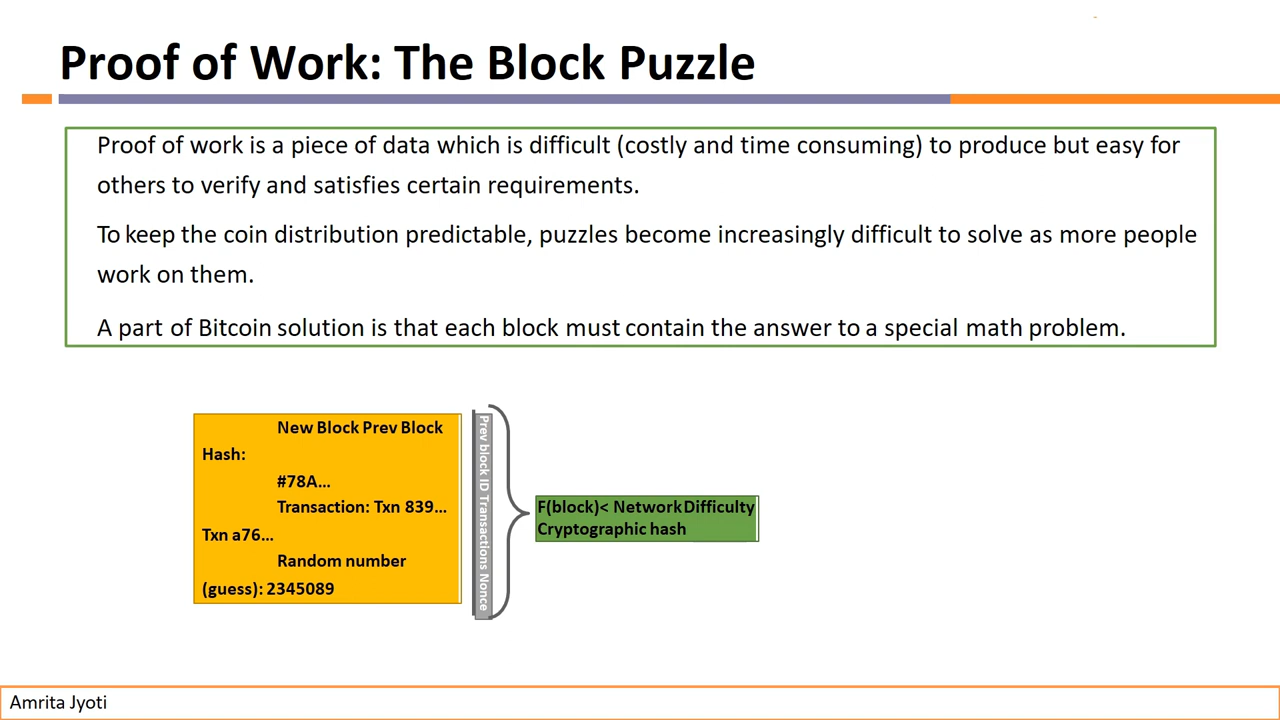 Proof of Work: The Block Puzzle
Proof of work is a piece of data which is difficult (costly and time consuming) to produce but easy for
others to verify and satisfies certain requirements.
To keep the coin distribution predictable, puzzles become increasingly difficult to solve as more people
work on them.
A part of Bitcoin solution is that each block must contain the answer to a special math problem.
New Block Prev Block
Hash:
#78A...
Transaction: Txn 839...
Txn a76...
Random number
(guess): 2345089
Prev block ID Transactions Nonce
F(block)< Network Difficulty
Cryptographic hash
Amrita Jyoti